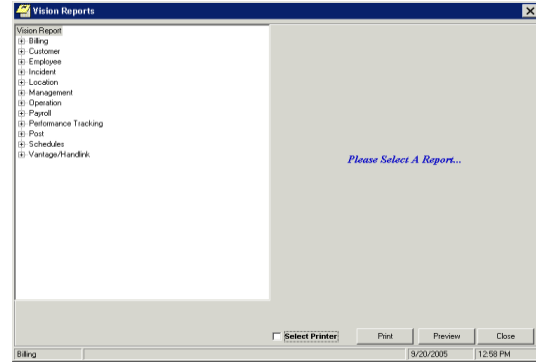 Vision Reports
Vision Report
Billing
Customer
Employee
Incident
Location
Management
Operation
Payroll
Performance Tracking
Post
Schedules
Vantage/Handlink
Please Select A Report...
Select Printer Print Preview Close
Billing 9/20/2005 12:58 PM